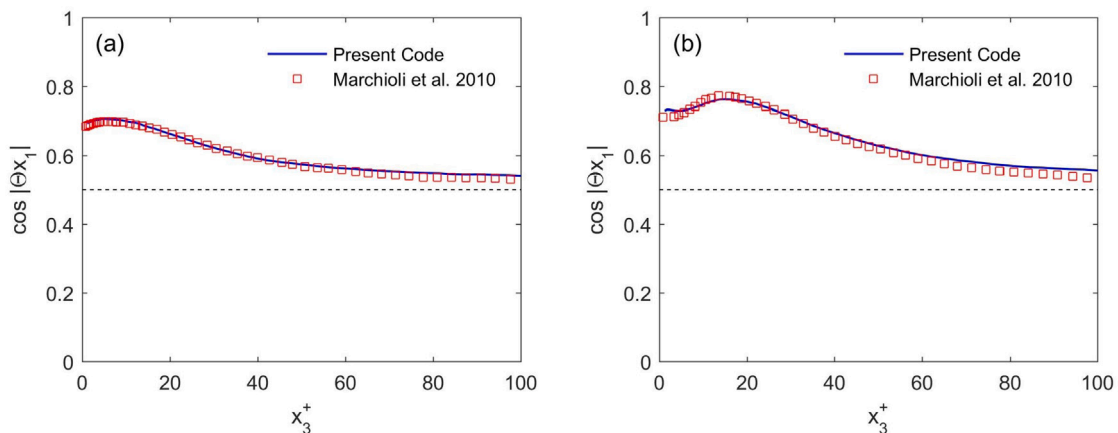 (a)
Present Code
Marchioli et al. 2010
1
0.8
0.6
0.4
0.2
0
cos |Θx₁|
0 20 40 60 80 100
x₃⁺
(b)
Present Code
Marchioli et al. 2010
1
0.8
0.6
0.4
0.2
0
cos |Θx₁|
0 20 40 60 80 100
x₃⁺